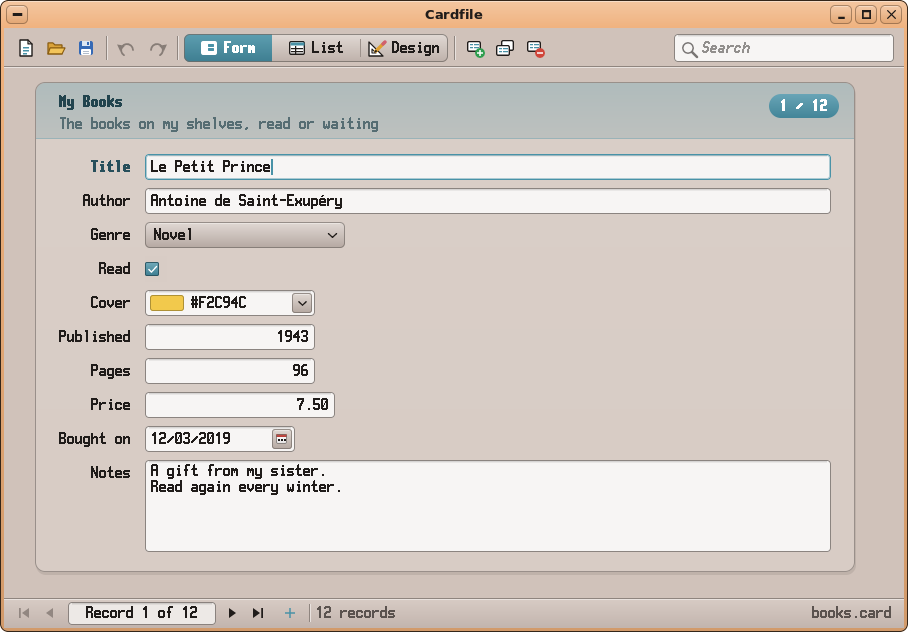 Cardfile
Form List Design Search
My Books
1 / 12
The books on my shelves, read or waiting
Title Le Petit Prince
Author Antoine de Saint-Exupéry
Genre Novel
Read
Cover #F2C94C
Published 1943
Pages 96
Price 7.50
Bought on 12/03/2019
Notes A gift from my sister.
Read again every winter.
Record 1 of 12 12 records books.card